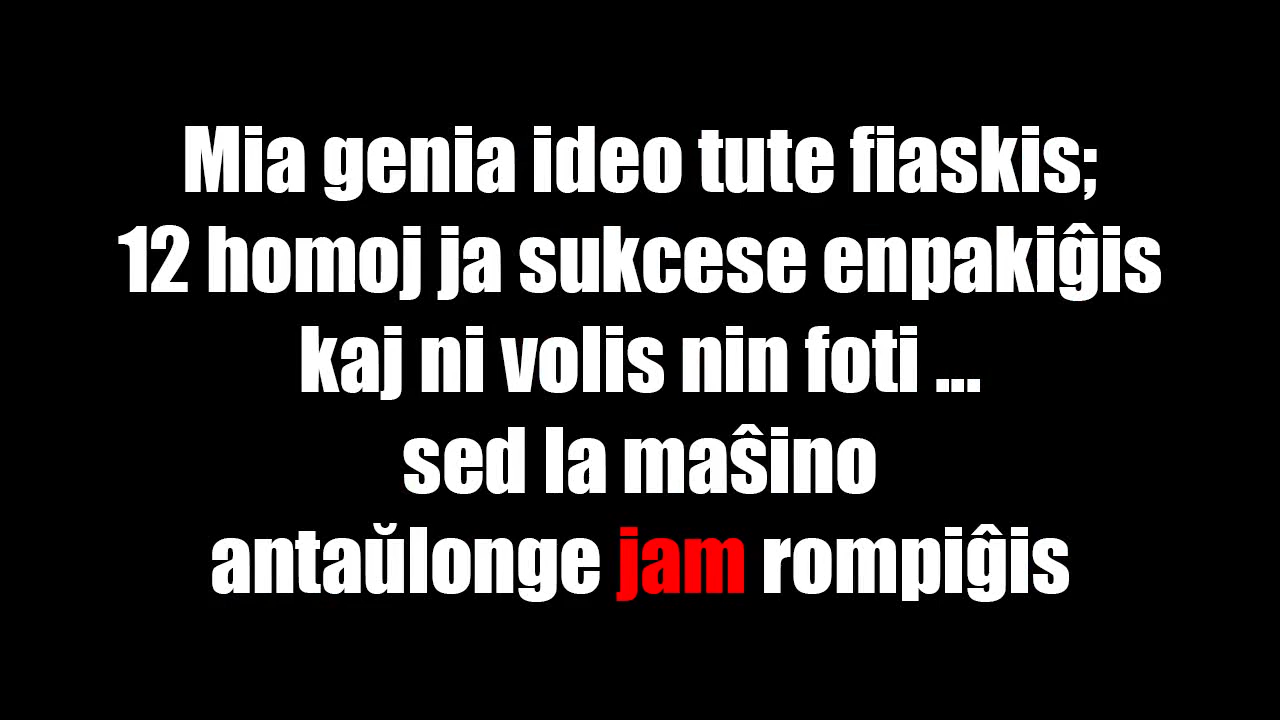 Mia genia ideo tute fiaskis;
12 homoj ja sukcese enpakiĝis
kaj ni volis nin foti ...
sed la maŝino
antaŭlonge jam rompiĝis